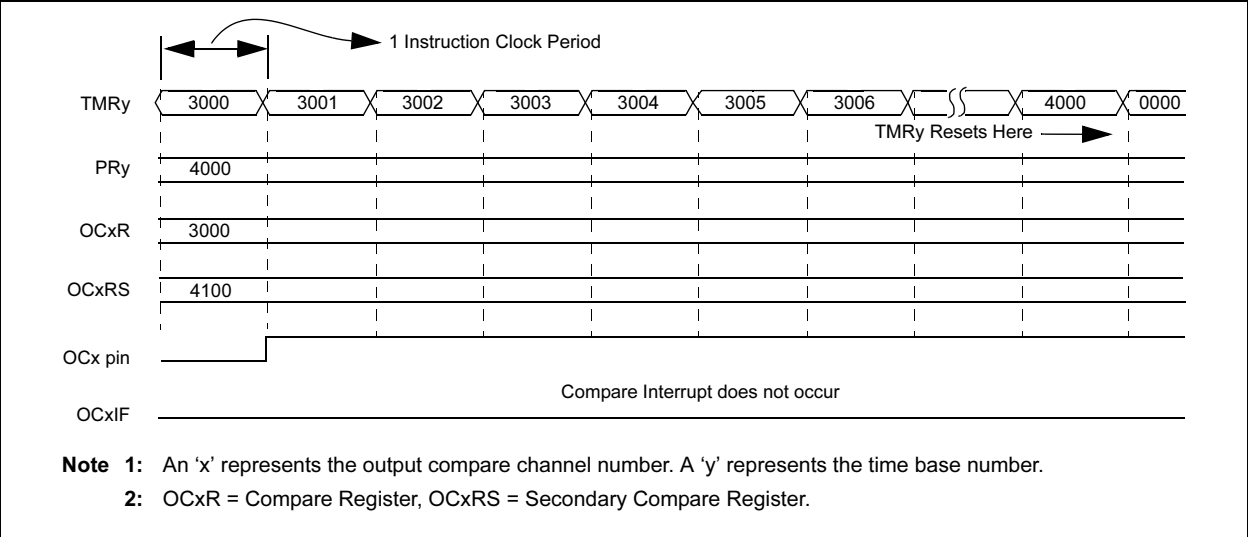 1 Instruction Clock Period
TMRy 3000 3001 3002 3003 3004 3005 3006 4000 0000
TMRy Resets Here
PRy 4000
OCxR 3000
OCxRS 4100
OCx pin
Compare Interrupt does not occur
OCxIF
Note 1: An ‘x’ represents the output compare channel number. A ‘y’ represents the time base number.
2: OCxR = Compare Register, OCxRS = Secondary Compare Register.